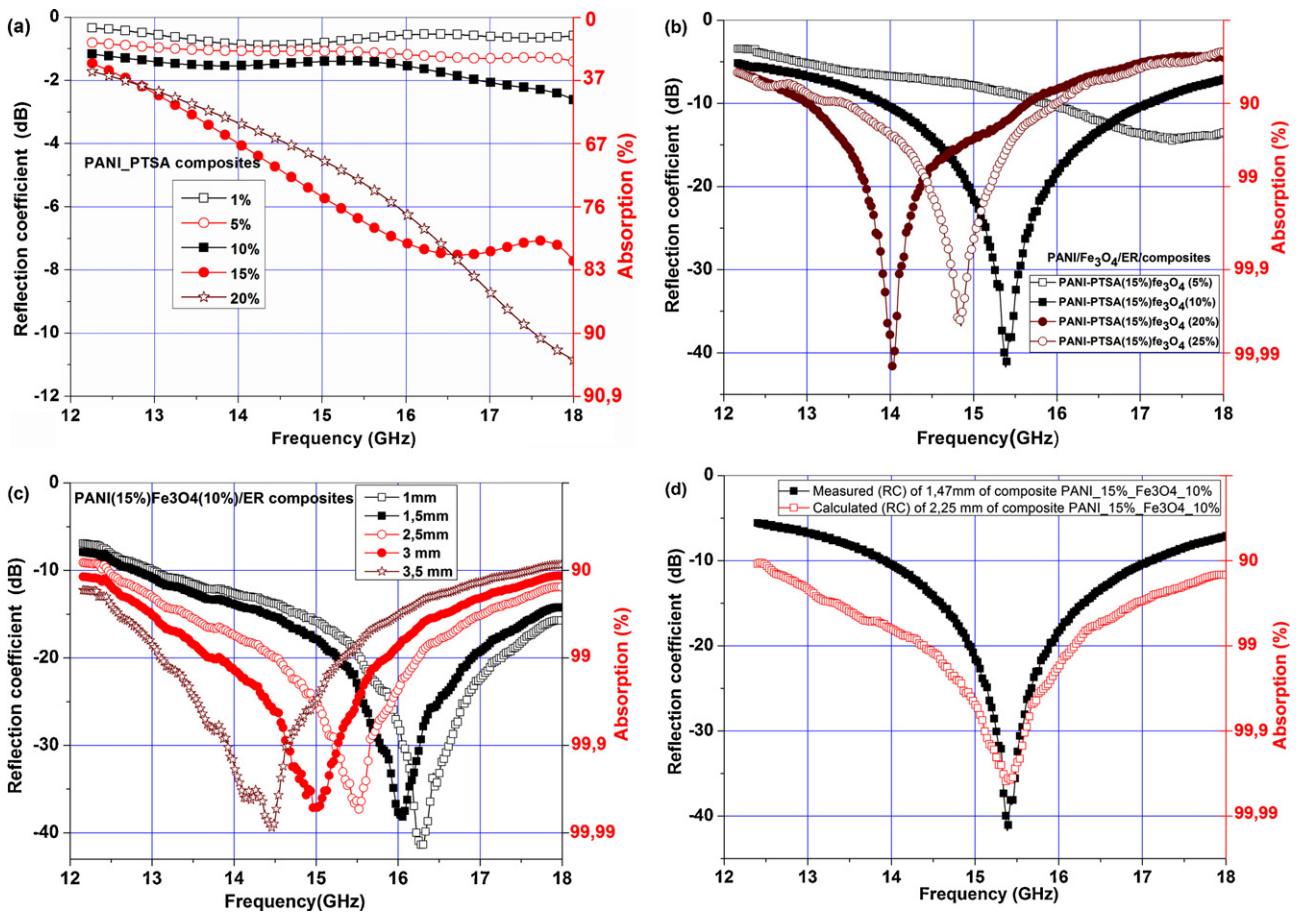 (a)
Reflection coefficient (dB)
0
-2
-4
-6
-8
-10
-12
PANI_PTSA composites
1%
5%
10%
15%
20%
0
37
67
76
83
90
90,9
Absorption (%)
12 13 14 15 16 17 18
Frequency (GHz)
(b)
Reflection coefficient (dB)
0
-10
-20
-30
-40
PANI/Fe3O4/ER/composites
PANI-PTSA(15%)fe3O4 (5%)
PANI-PTSA(15%)fe3O4(10%)
PANI-PTSA(15%)fe3O4 (20%)
PANI-PTSA(15%)fe3O4 (25%)
90
99
99,9
99,99
Absorption (%)
12 13 14 15 16 17 18
Frequency(GHz)
(c)
Reflection coefficient (dB)
0
-10
-20
-30
-40
PANI(15%)Fe3O4(10%)/ER composites
1mm
1,5mm
2,5mm
3 mm
3,5 mm
90
99
99,9
99,99
Absorption (%)
12 13 14 15 16 17 18
Frequency(GHz)
(d)
Reflection coefficient (dB)
0
-10
-20
-30
-40
Measured (RC) of 1,47mm of composite PANI_15%_Fe3O4_10%
Calculated (RC) of 2,25 mm of composite PANI_15%_Fe3O4_10%
90
99
99,9
99,99
Absorption (%)
12 13 14 15 16 17 18
Frequency (GHz)